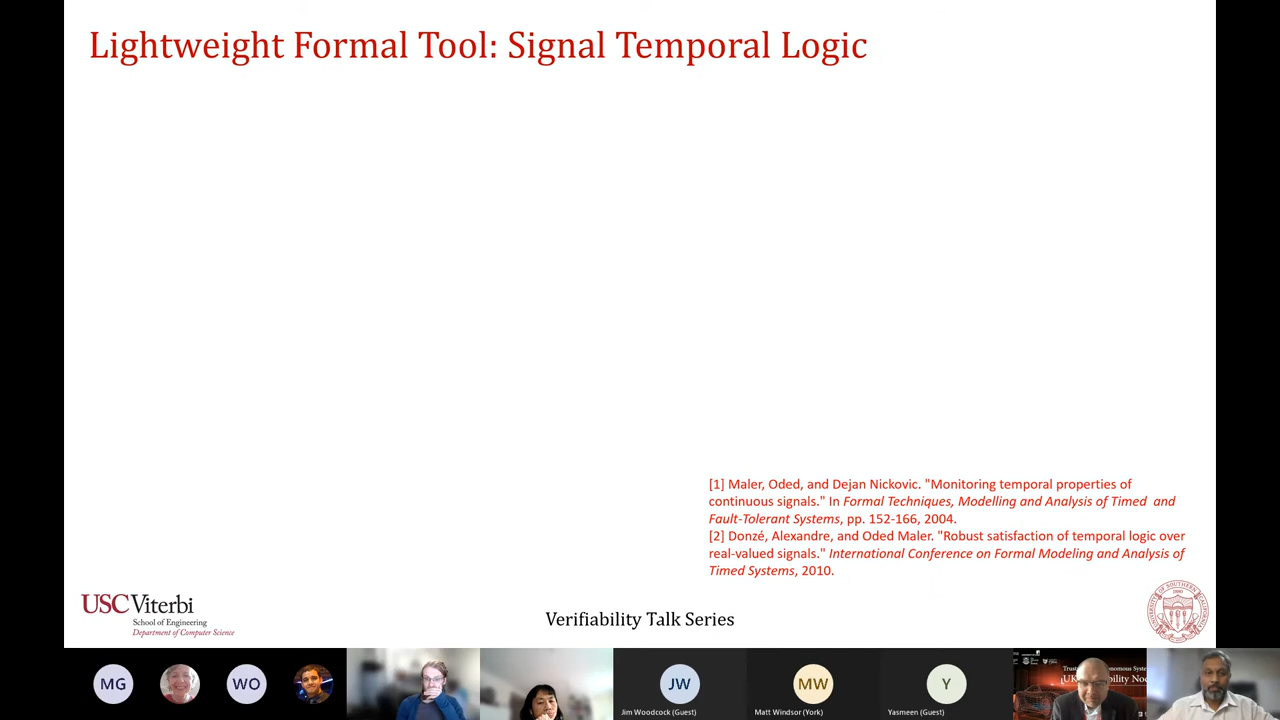 Lightweight Formal Tool: Signal Temporal Logic
[1] Maler, Oded, and Dejan Nickovic. "Monitoring temporal properties of
continuous signals." In Formal Techniques, Modelling and Analysis of Timed and
Fault-Tolerant Systems, pp. 152-166, 2004.
[2] Donzé, Alexandre, and Oded Maler. "Robust satisfaction of temporal logic over
real-valued signals." International Conference on Formal Modeling and Analysis of
Timed Systems, 2010.
USC Viterbi
School of Engineering
Department of Computer Science
Verifiability Talk Series
MG
WO
JW
MW
Y
Jim Woodcock (Guest)
Matt Windsor (York)
Yasmeen (Guest)